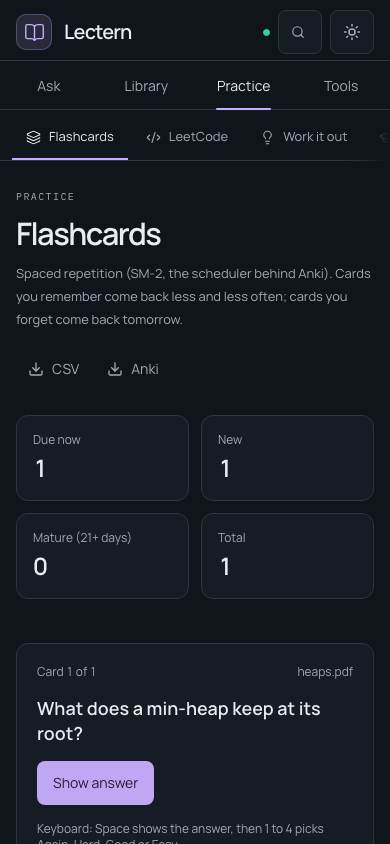 Lectern
Ask Library Practice Tools
Flashcards LeetCode Work it out
PRACTICE
Flashcards
Spaced repetition (SM-2, the scheduler behind Anki). Cards
you remember come back less and less often; cards you
forget come back tomorrow.
CSV Anki
Due now
1
New
1
Mature (21+ days)
0
Total
1
Card 1 of 1 heaps.pdf
What does a min-heap keep at its
root?
Show answer
Keyboard: Space shows the answer, then 1 to 4 picks
Again, Hard, Good or Easy.